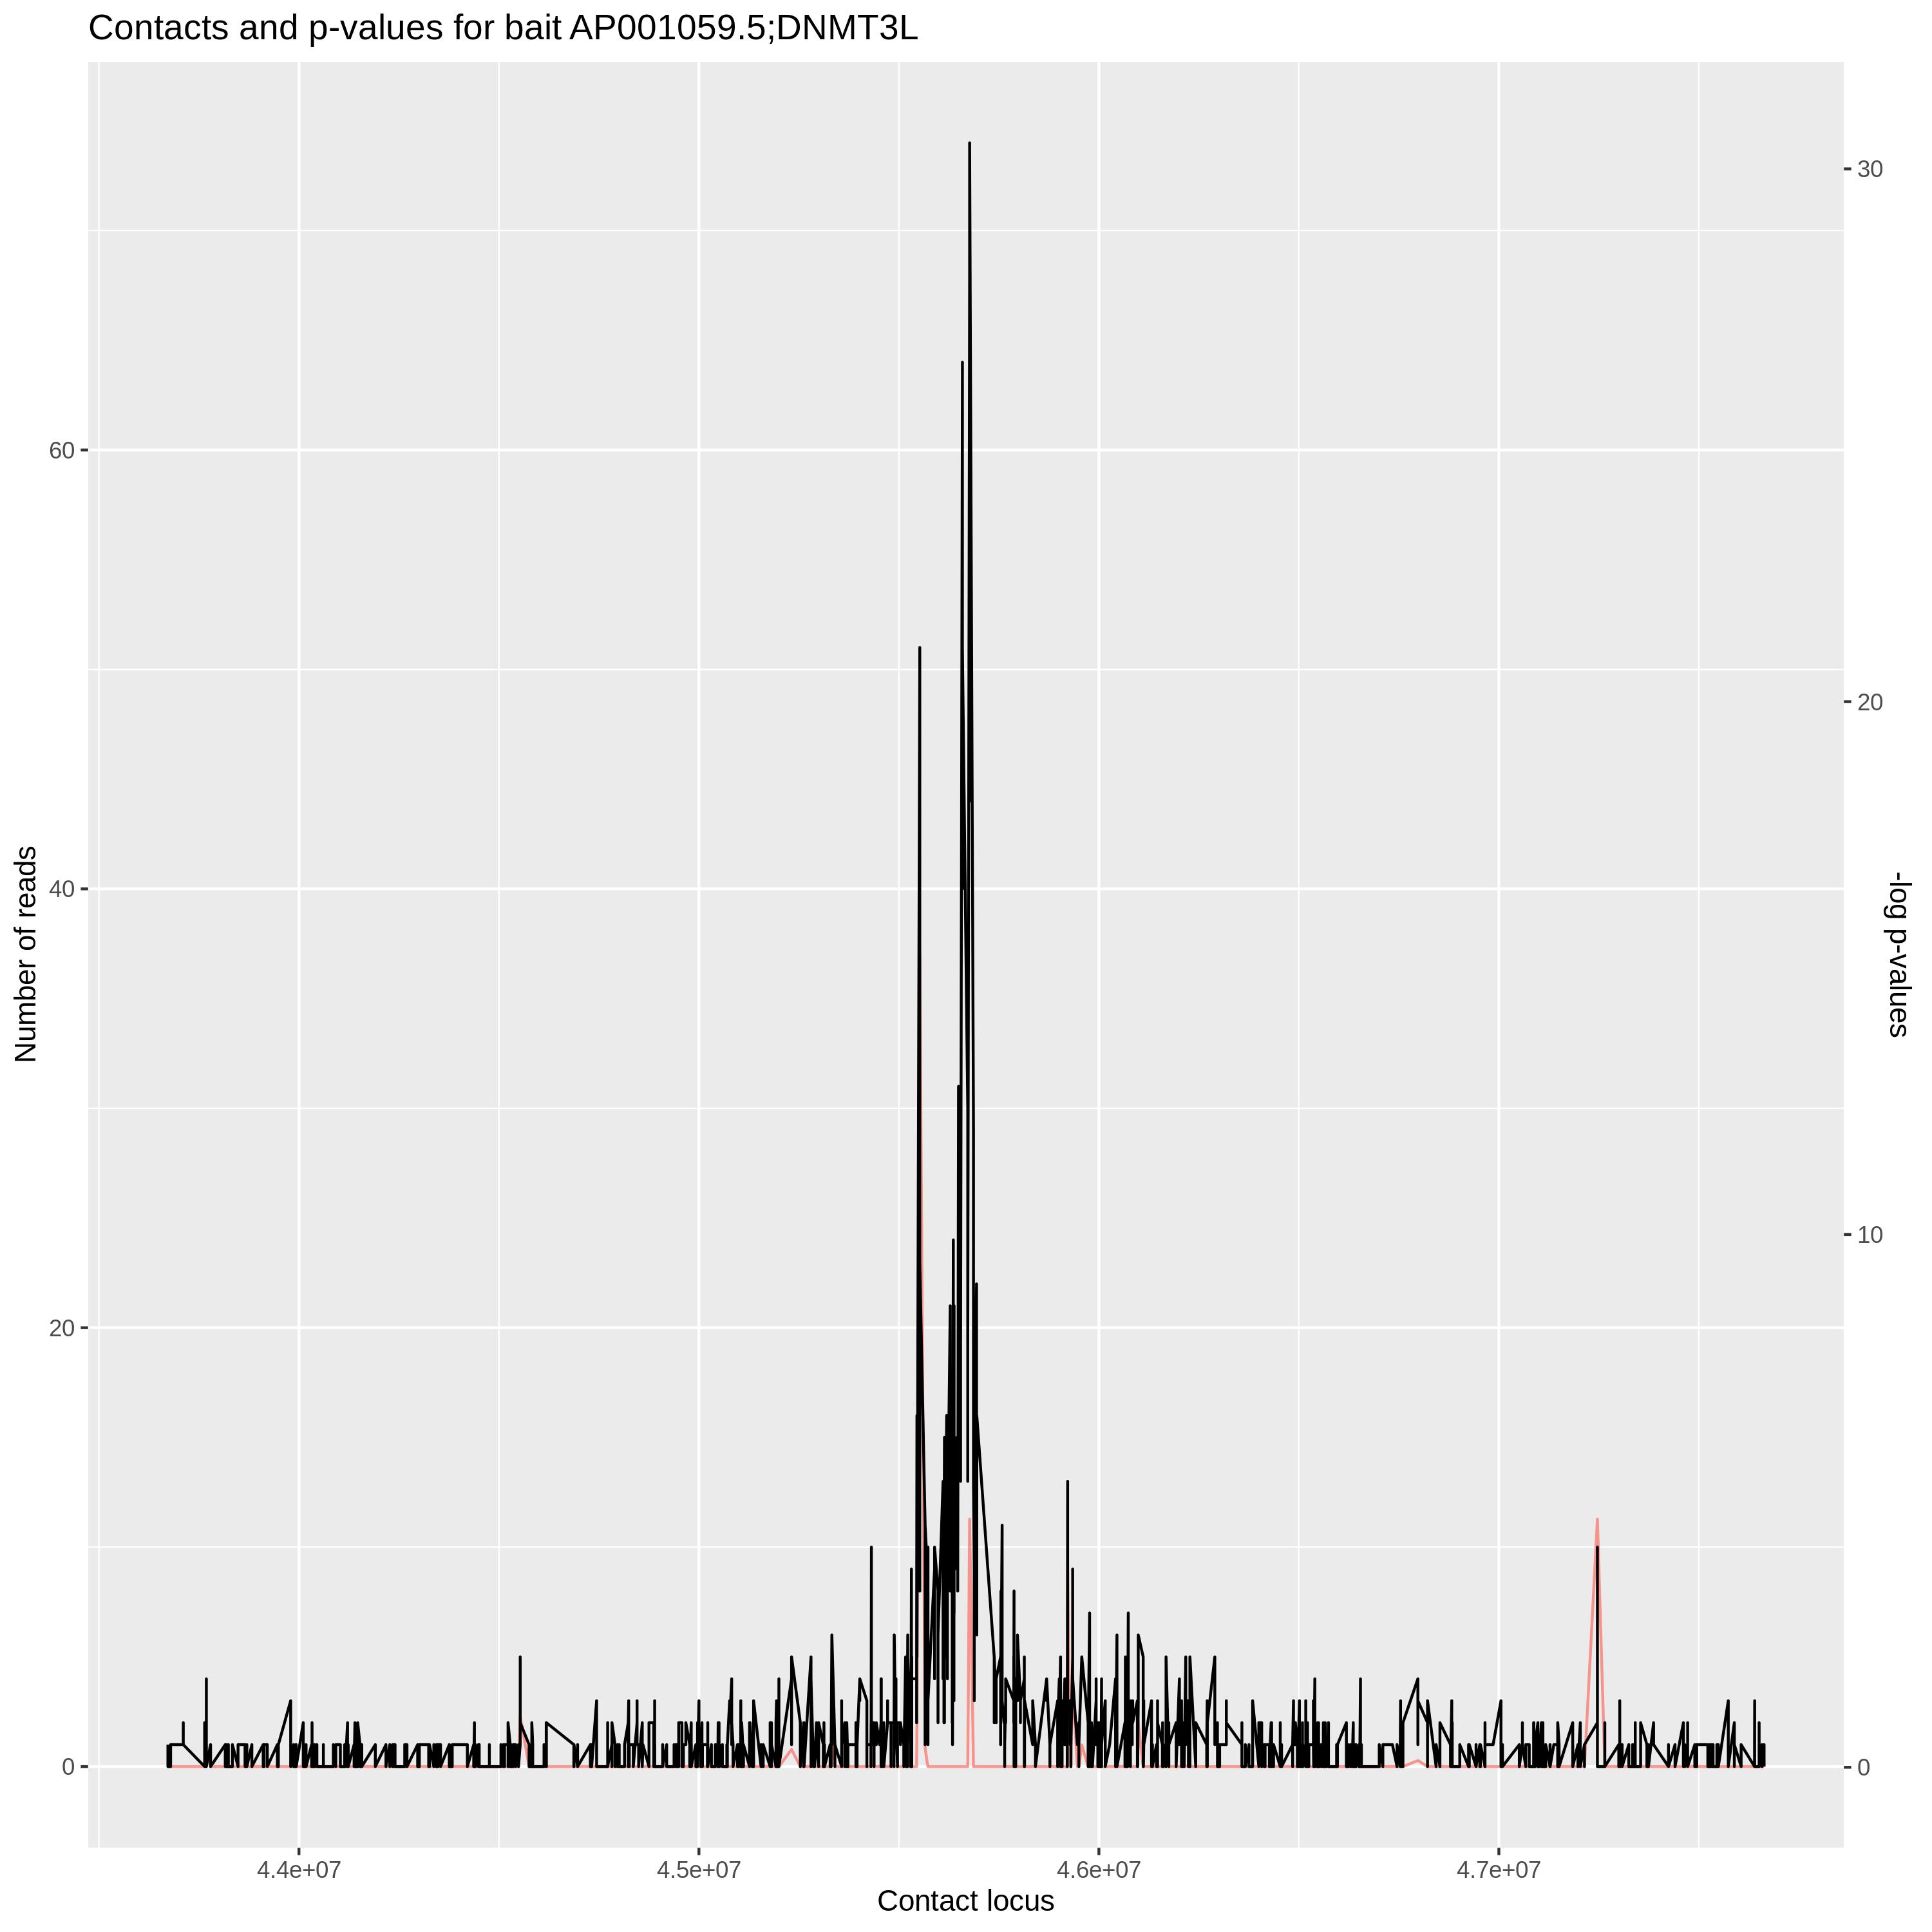 Contacts and p-values for bait AP001059.5;DNMT3L
Number of reads
60
40
20
0
30
20
10
0
-log p-values
4.4e+07
4.5e+07
4.6e+07
4.7e+07
Contact locus